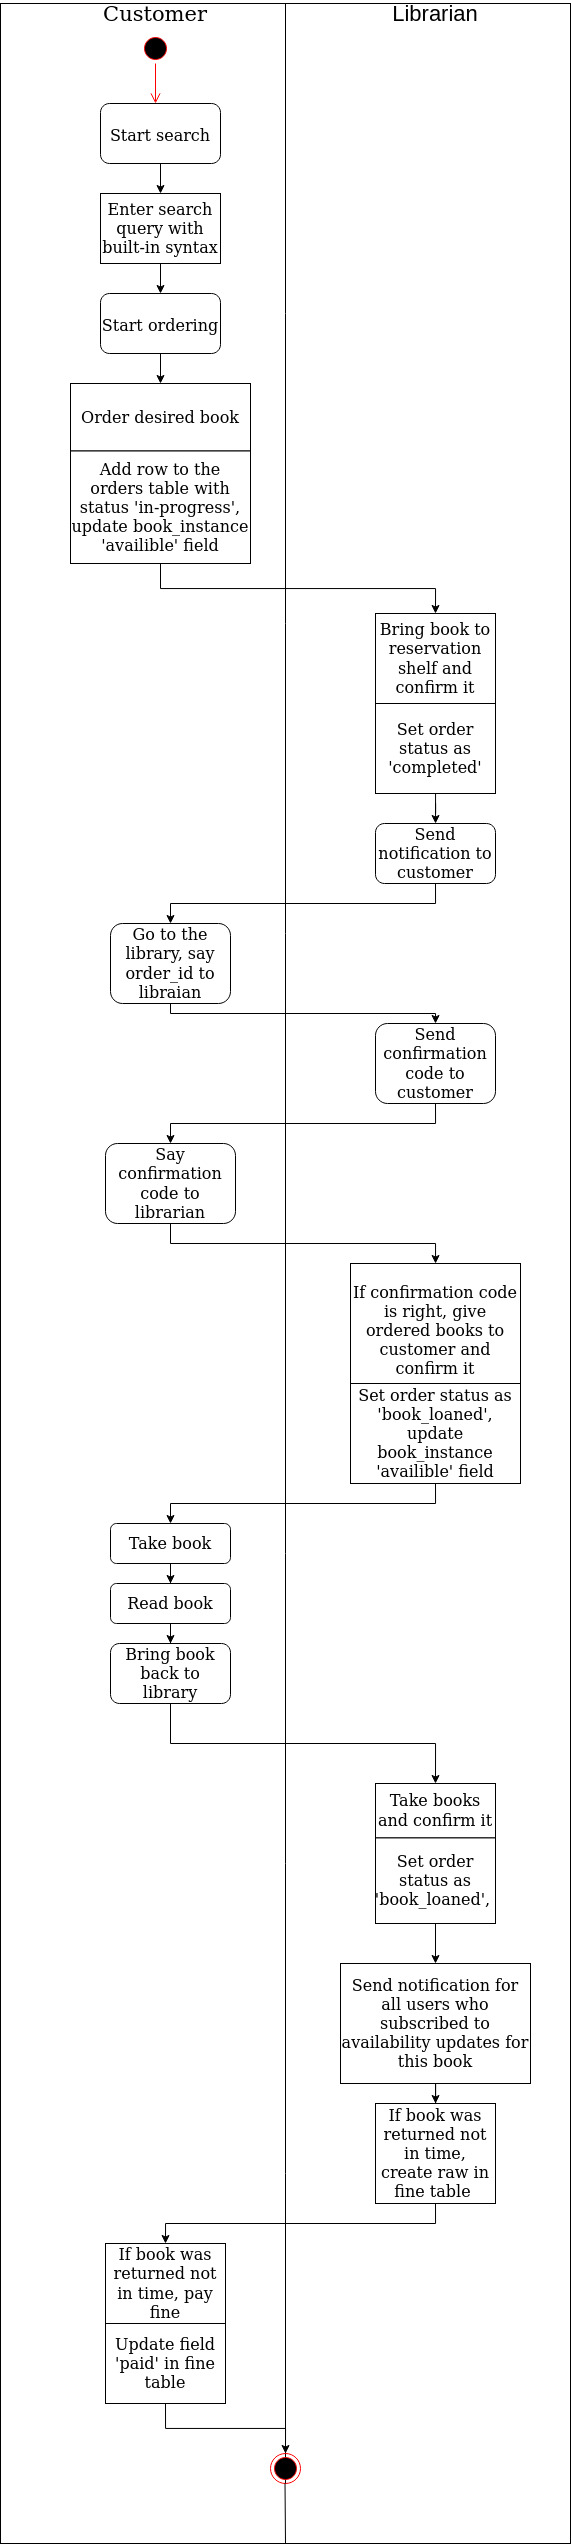 Customer
Librarian
Start search
Enter search
query with
built-in syntax
Start ordering
Order desired book
Add row to the
orders table with
status 'in-progress',
update book_instance
'availible' field
Bring book to
reservation
shelf and
confirm it
Set order
status as
'completed'
Send
notification to
customer
Go to the
library, say
order_id to
libraian
Send
confirmation
code to
customer
Say
confirmation
code to
librarian
If confirmation code
is right, give
ordered books to
customer and
confirm it
Set order status as
'book_loaned',
update
book_instance
'availible' field
Take book
Read book
Bring book
back to
library
Take books
and confirm it
Set order
status as
'book_loaned',
Send notification for
all users who
subscribed to
availability updates for
this book
If book was
returned not
in time,
create raw in
fine table
If book was
returned not
in time, pay
fine
Update field
'paid' in fine
table